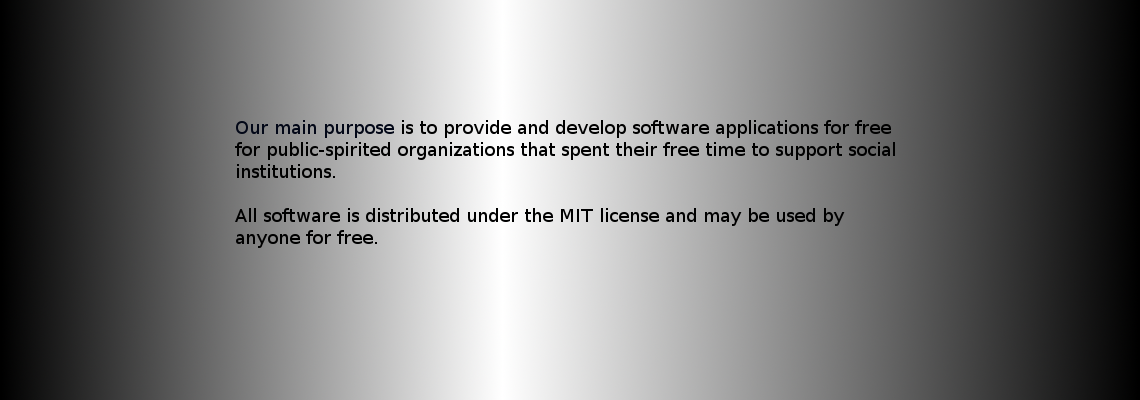 Our main purpose is to provide and develop software applications for free
for public-spirited organizations that spent their free time to support social
institutions.
All software is distributed under the MIT license and may be used by
anyone for free.